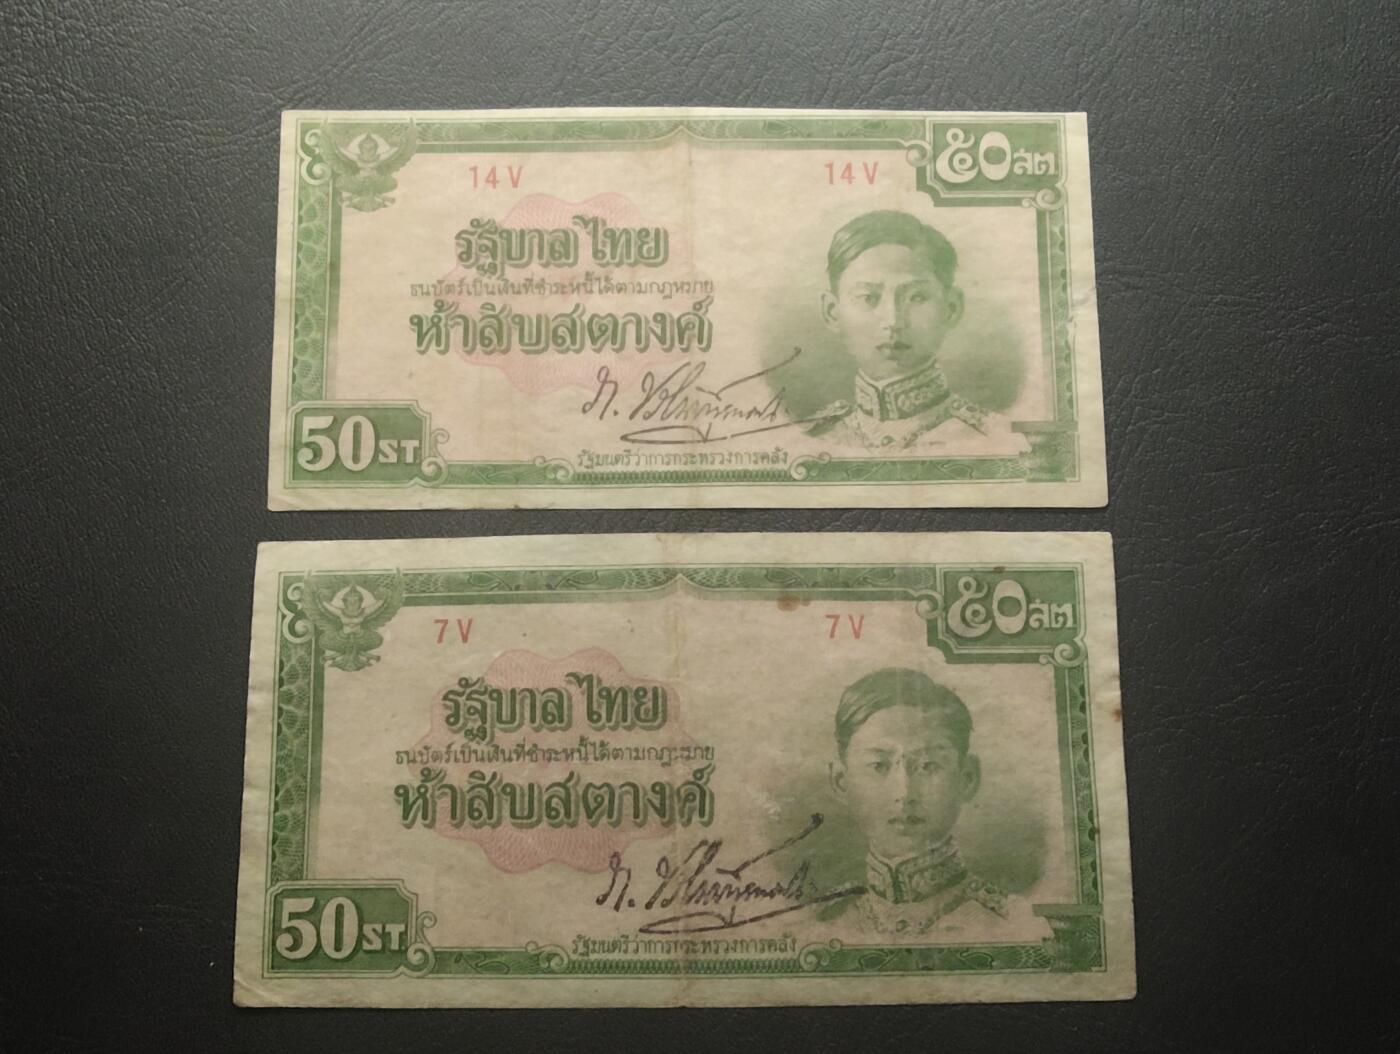 14 V 14 V ๕๐ สต
รัฐบาลไทย
ธนบัตร์เป็นเงินที่ชำระหนี้ได้ตามกฎหมาย
ห้าสิบสตางค์
50 ST.
รัฐมนตรีว่าการกระทรวงการคลัง
7 V 7 V ๕๐ สต
รัฐบาลไทย
ธนบัตร์เป็นเงินที่ชำระหนี้ได้ตามกฎหมาย
ห้าสิบสตางค์
50 ST.
รัฐมนตรีว่าการกระทรวงการคลัง